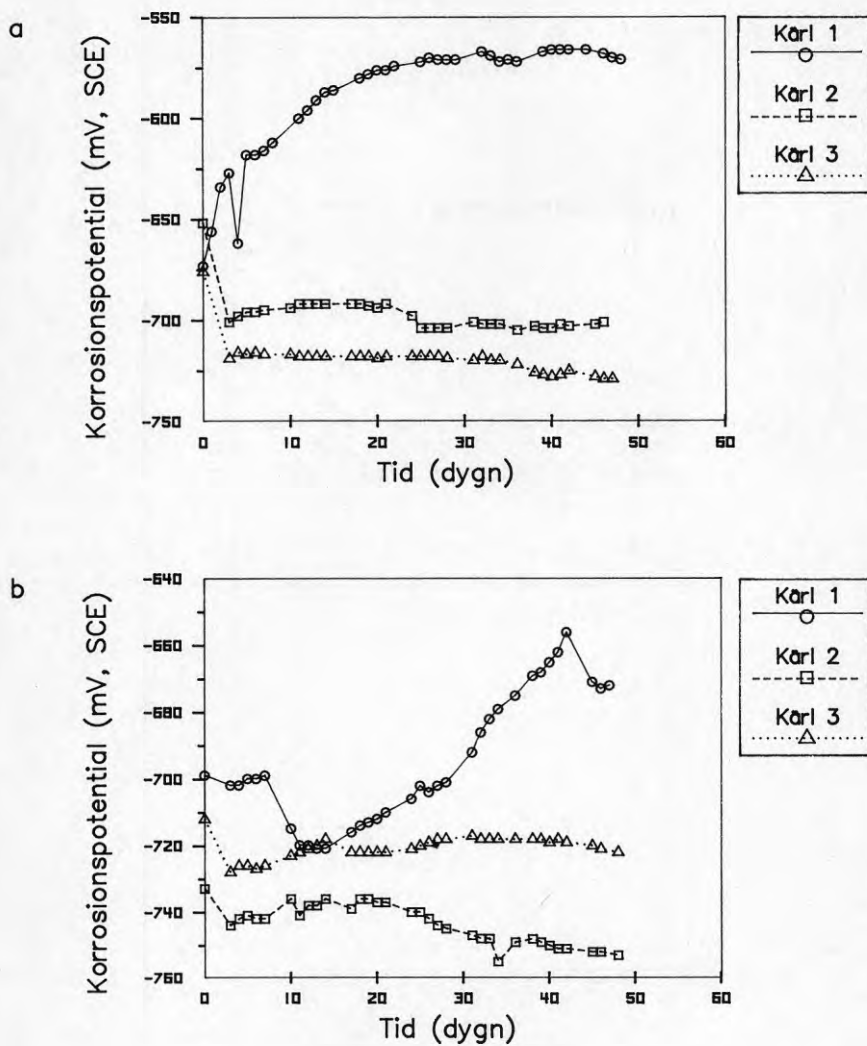 a
Korrosionspotential (mV, SCE)
-550
-600
-650
-700
-750
0 10 20 30 40 50 60
Tid (dygn)
Kärl 1
Kärl 2
Kärl 3
b
Korrosionspotential (mV, SCE)
-640
-660
-680
-700
-720
-740
-760
0 10 20 30 40 50 60
Tid (dygn)
Kärl 1
Kärl 2
Kärl 3